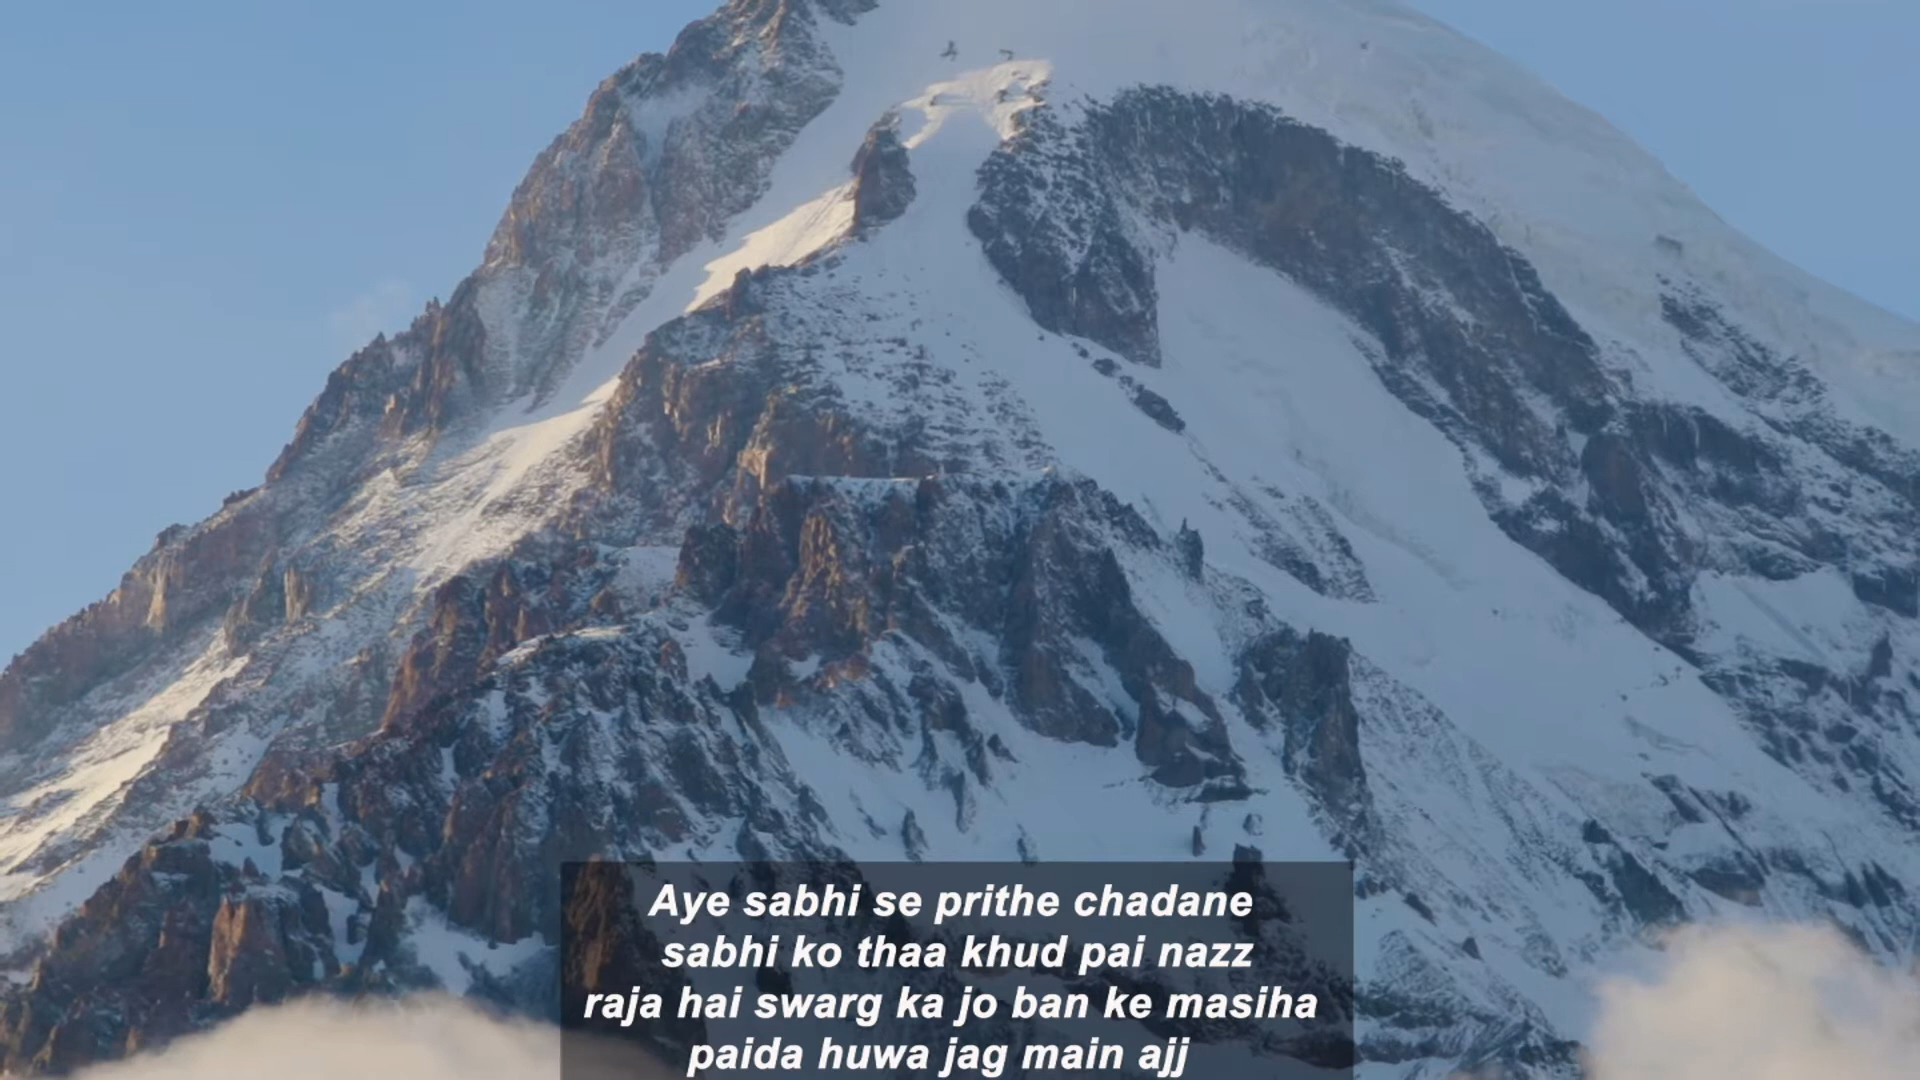 Aye sabhi se prithe chadane
sabhi ko thaa khud pai nazz
raja hai swarg ka jo ban ke masiha
paida huwa jag main ajj